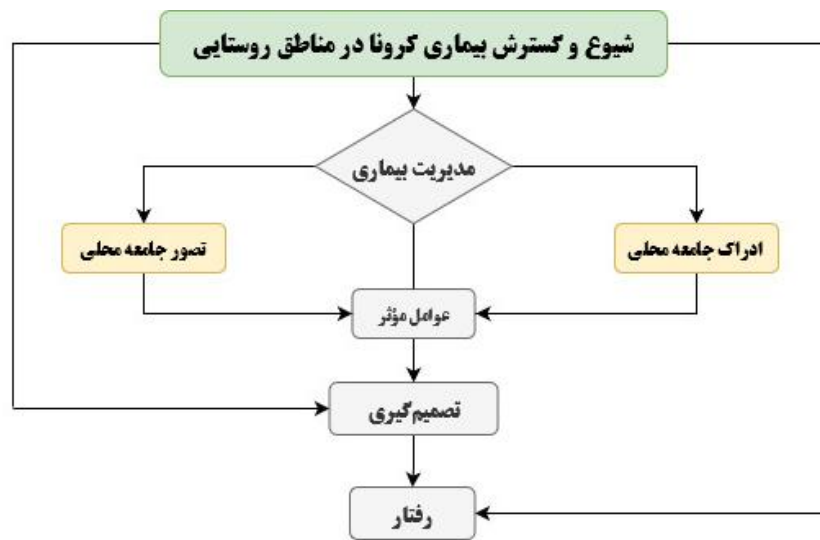 شیوع و گسترش بیماری کرونا در مناطق روستایی
مدیریت بیماری
ادراک جامعه محلی
تصور جامعه محلی
عوامل مؤثر
تصمیم‌گیری
رفتار